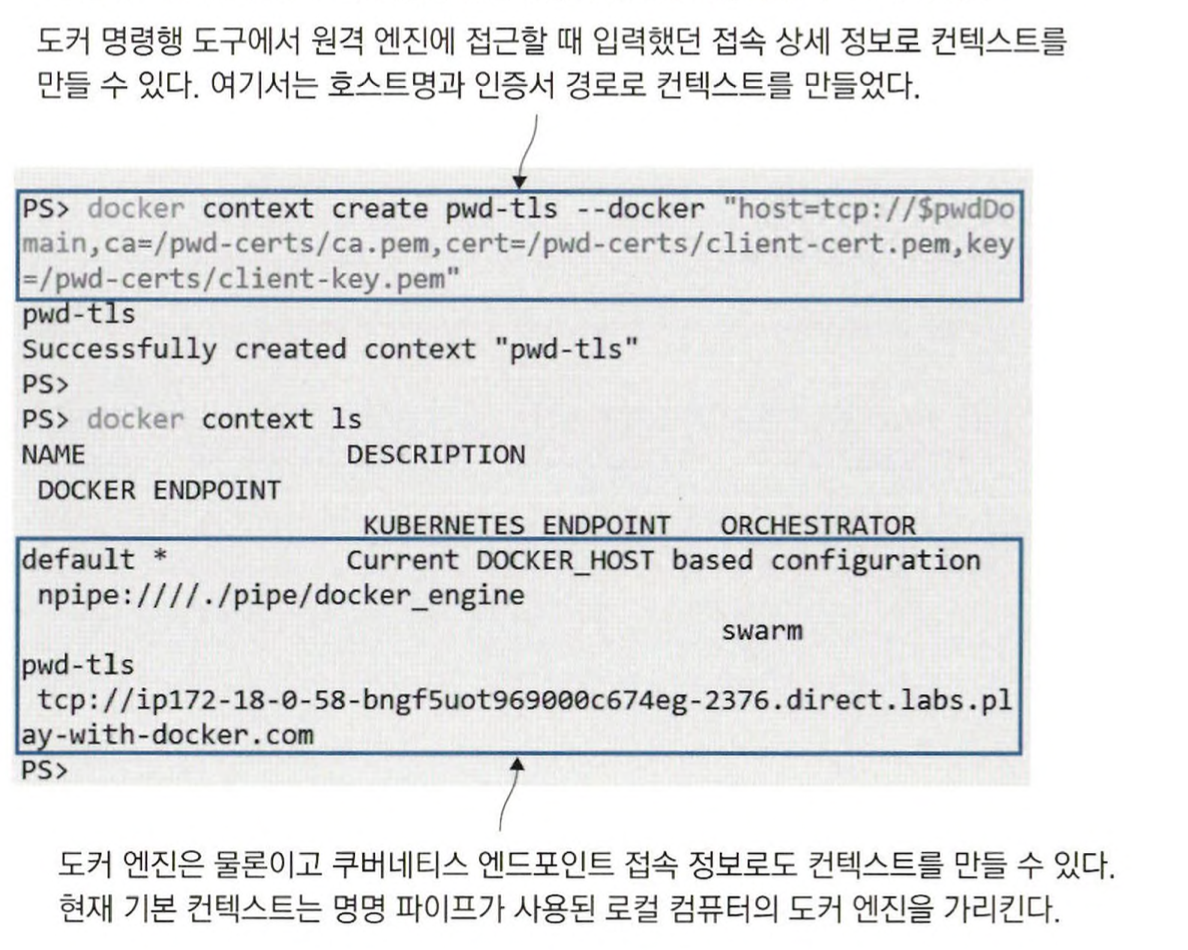 도커 명령행 도구에서 원격 엔진에 접근할 때 입력했던 접속 상세 정보로 컨텍스트를
만들 수 있다. 여기서는 호스트명과 인증서 경로로 컨텍스트를 만들었다.
PS> docker context create pwd-tls --docker "host=tcp://$pwdDo
main,ca=/pwd-certs/ca.pem,cert=/pwd-certs/client-cert.pem,key
=/pwd-certs/client-key.pem"
pwd-tls
Successfully created context "pwd-tls"
PS>
PS> docker context ls
NAME DESCRIPTION
DOCKER ENDPOINT
KUBERNETES ENDPOINT ORCHESTRATOR
default * Current DOCKER_HOST based configuration
npipe:////./pipe/docker_engine
swarm
pwd-tls
tcp://ip172-18-0-58-bngf5uot969000c674eg-2376.direct.labs.pl
ay-with-docker.com
PS>
도커 엔진은 물론이고 쿠버네티스 엔드포인트 접속 정보로도 컨텍스트를 만들 수 있다.
현재 기본 컨텍스트는 명명 파이프가 사용된 로컬 컴퓨터의 도커 엔진을 가리킨다.